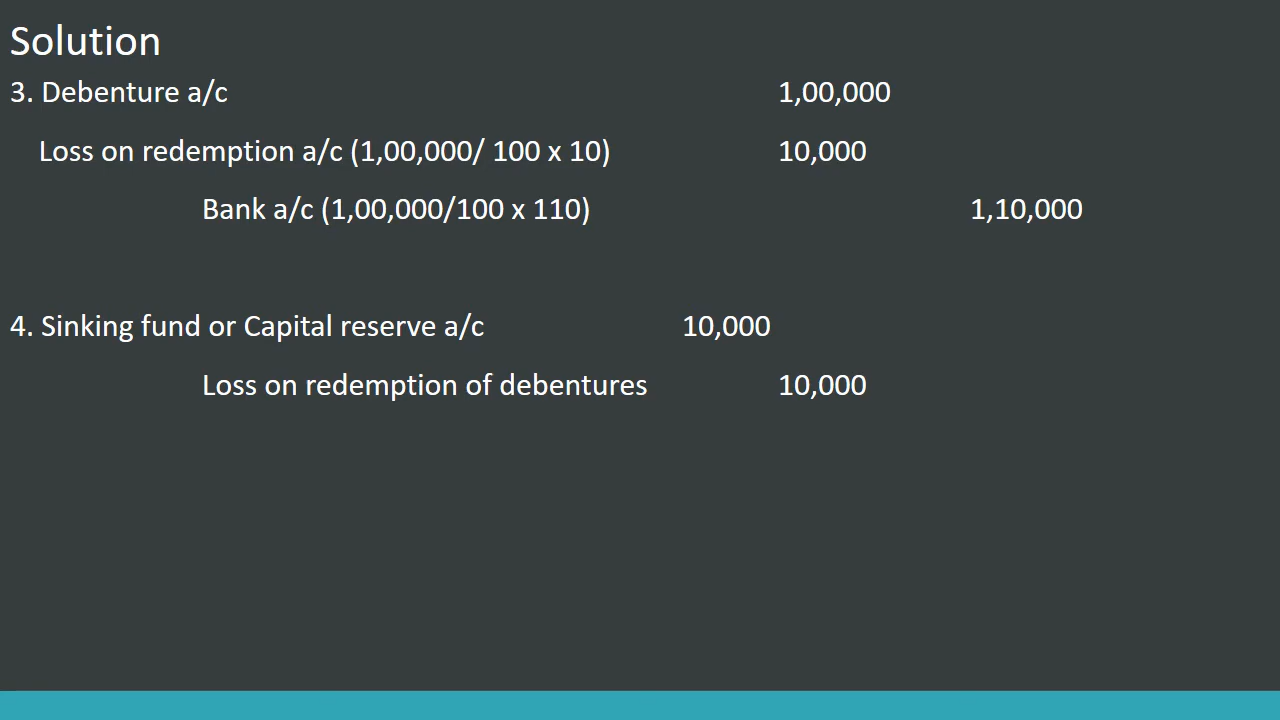 Solution
3. Debenture a/c 1,00,000
Loss on redemption a/c (1,00,000/ 100 x 10) 10,000
Bank a/c (1,00,000/100 x 110) 1,10,000
4. Sinking fund or Capital reserve a/c 10,000
Loss on redemption of debentures 10,000